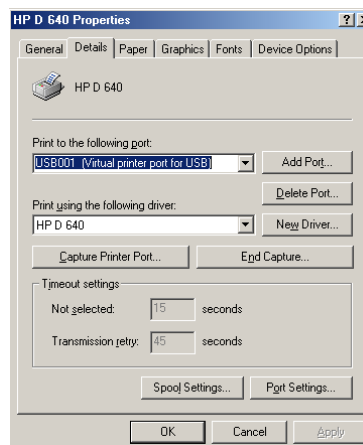 HP D 640 Properties
General Details Paper Graphics Fonts Device Options
HP D 640
Print to the following port:
USB001 (Virtual printer port for USB) Add Port...
Delete Port...
Print using the following driver:
HP D 640 New Driver...
Capture Printer Port... End Capture...
Timeout settings
Not selected: 15 seconds
Transmission retry: 45 seconds
Spool Settings... Port Settings...
OK Cancel Apply